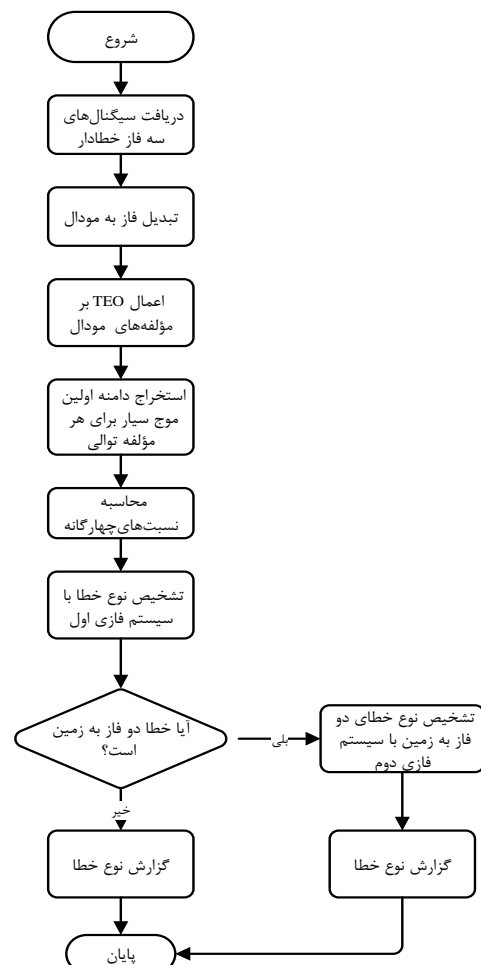 شروع
دریافت سیگنال‌های
سه فاز خطادار
تبدیل فاز به مودال
اعمال TEO بر
مؤلفه‌های مودال
استخراج دامنه اولین
موج سیار برای هر
مؤلفه توالی
محاسبه
نسبت‌های‌چهارگانه
تشخیص نوع خطا با
سیستم فازی اول
آیا خطا دو فاز به زمین
است؟
بلی
تشخیص نوع خطای دو
فاز به زمین با سیستم
فازی دوم
خیر
گزارش نوع خطا
گزارش نوع خطا
پایان